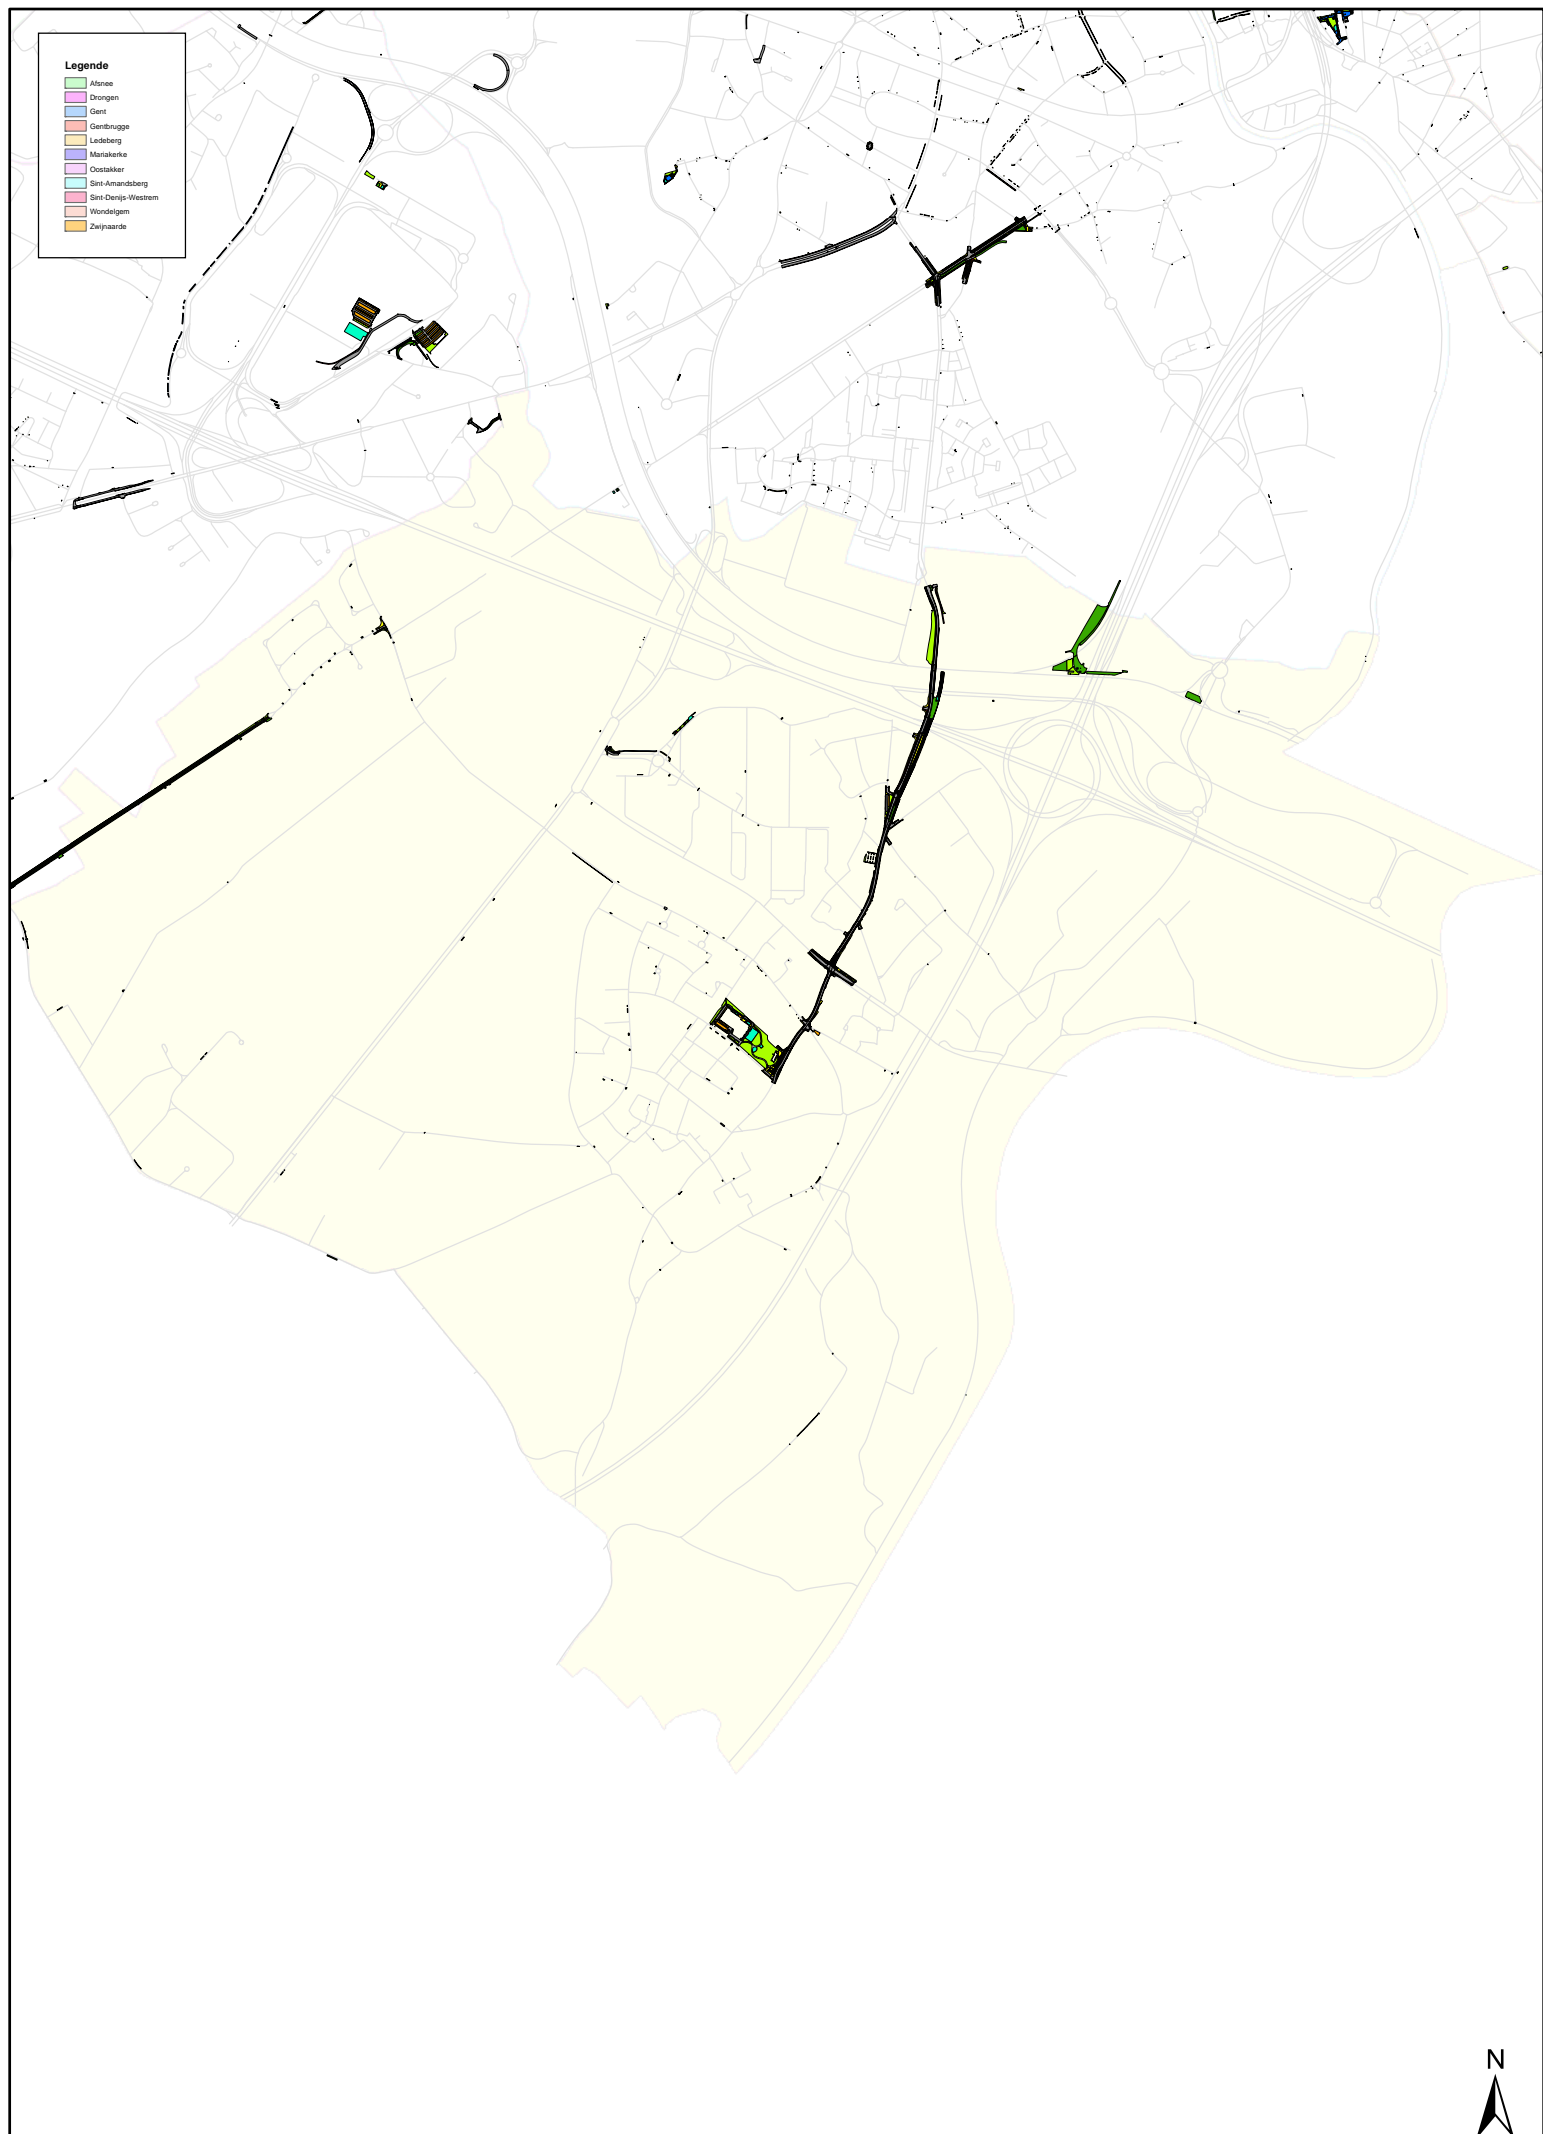 Legende
Afsnee
Drongen
Gent
Gentbrugge
Ledeberg
Mariakerke
Oostakker
Sint-Amandsberg
Sint-Denijs-Westrem
Wondelgem
Zwijnaarde
N